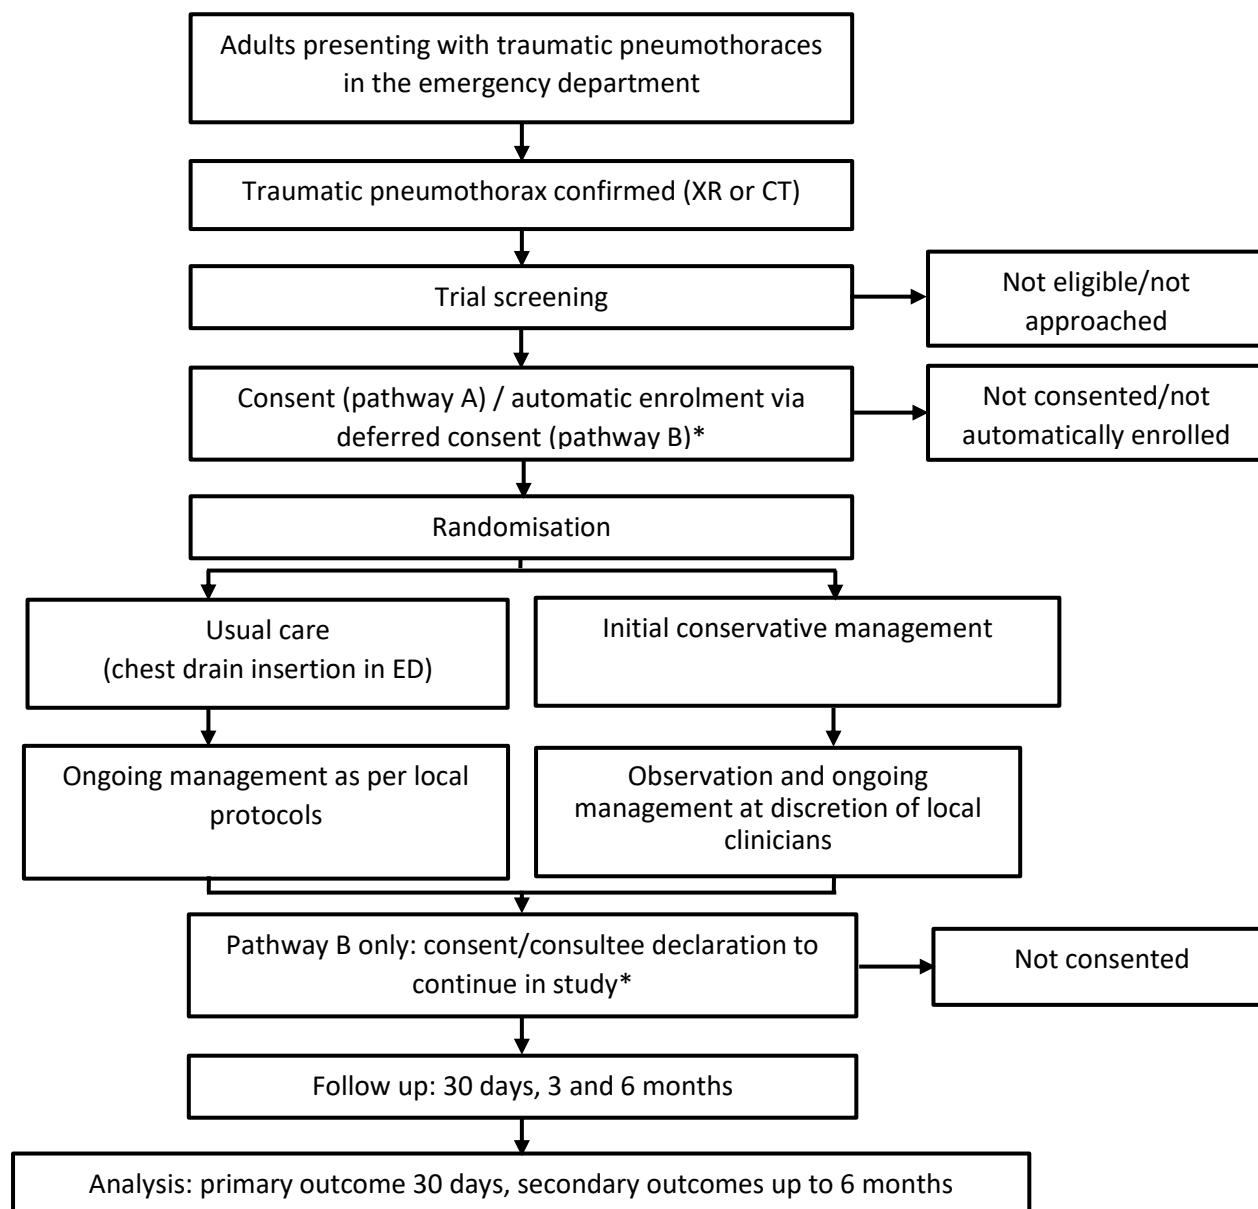 Adults presenting with traumatic pneumothoraces
in the emergency department
Traumatic pneumothorax confirmed (XR or CT)
Trial screening
Not eligible/not
approached
Consent (pathway A) / automatic enrolment via
deferred consent (pathway B)*
Not consented/not
automatically enrolled
Randomisation
Usual care
(chest drain insertion in ED)
Initial conservative management
Ongoing management as per local
protocols
Observation and ongoing
management at discretion of local
clinicians
Pathway B only: consent/consultee declaration to
continue in study*
Not consented
Follow up: 30 days, 3 and 6 months
Analysis: primary outcome 30 days, secondary outcomes up to 6 months